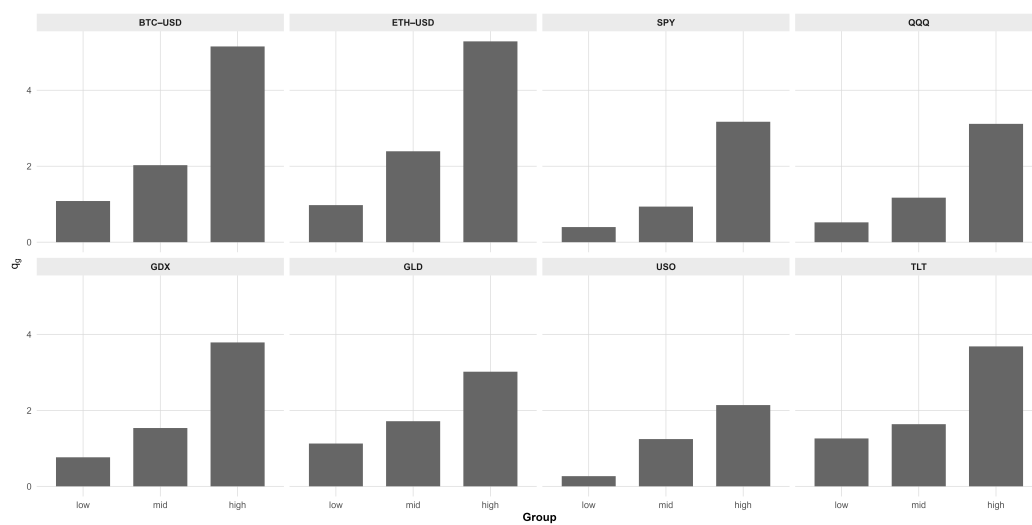 BTC–USD ETH–USD SPY QQQ
4
2
0
q_g
GDX GLD USO TLT
4
2
0
low mid high low mid high low mid high low mid high
Group